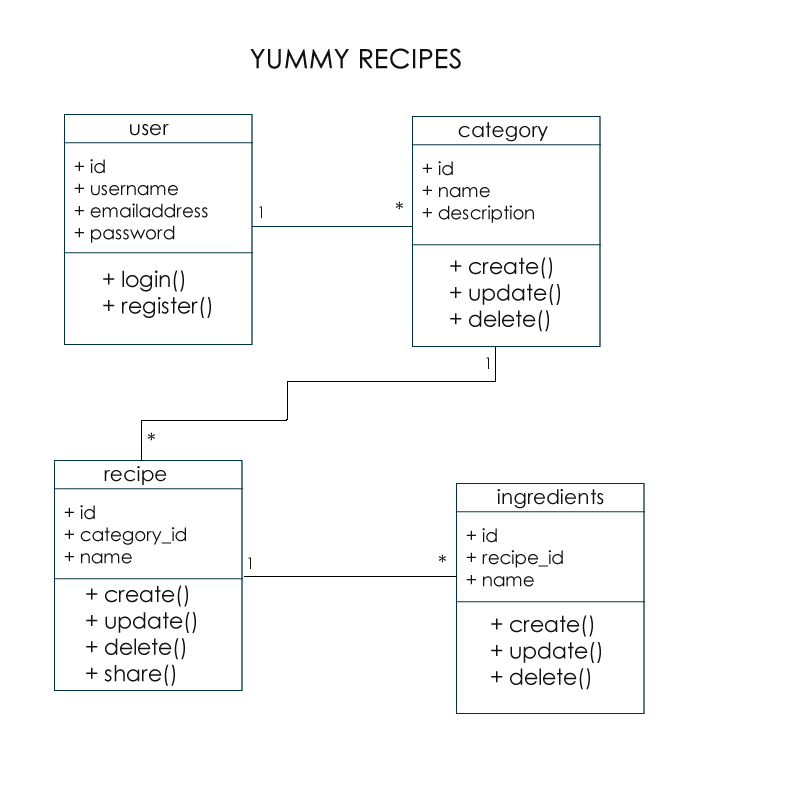 YUMMY RECIPES
user
+ id
+ username
+ emailaddress
+ password
+ login()
+ register()
1
*
category
+ id
+ name
+ description
+ create()
+ update()
+ delete()
1
*
recipe
+ id
+ category_id
+ name
+ create()
+ update()
+ delete()
+ share()
1
*
ingredients
+ id
+ recipe_id
+ name
+ create()
+ update()
+ delete()